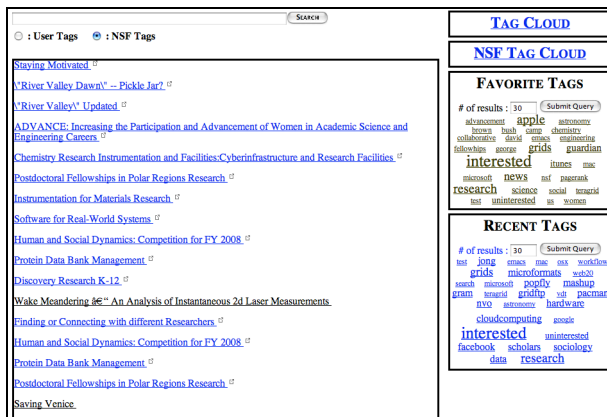 SEARCH
: User Tags : NSF Tags
Staying Motivated
\"River Valley Dawn\" -- Pickle Jar?
\"River Valley\" Updated
ADVANCE: Increasing the Participation and Advancement of Women in Academic Science and
Engineering Careers
Chemistry Research Instrumentation and Facilities:Cyberinfrastructure and Research Facilities
Postdoctoral Fellowships in Polar Regions Research
Instrumentation for Materials Research
Software for Real-World Systems
Human and Social Dynamics: Competition for FY 2008
Protein Data Bank Management
Discovery Research K-12
Wake Meandering â€“ An Analysis of Instantaneous 2d Laser Measurements
Finding or Connecting with different Researchers
Human and Social Dynamics: Competition for FY 2008
Protein Data Bank Management
Postdoctoral Fellowships in Polar Regions Research
Saving Venice
TAG CLOUD
NSF TAG CLOUD
FAVORITE TAGS
# of results : 30 Submit Query
advancement apple astronomy
brown bush camp chemistry
collaborative david emacs engineering
fellowhips george grids guardian
interested itunes mac
microsoft news nsf pagerank
research science social teragrid
test uninterested us women
RECENT TAGS
# of results : 30 Submit Query
test jong emacs mac osx workflow
grids microformats web20
search microsoft popfly mashup
gram teragrid gridftp vdt pacman
nvo astronomy hardware
cloudcomputing google
interested uninterested
facebook scholars sociology
data research